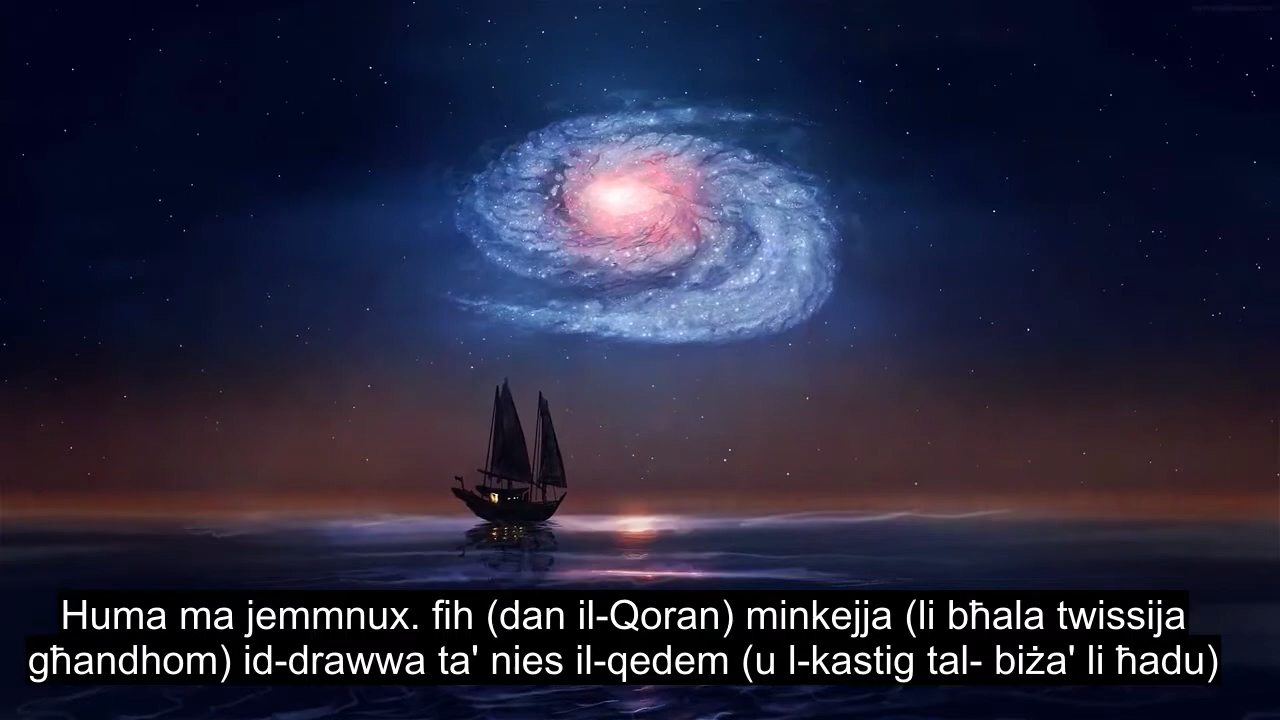 Huma ma jemmnux. fih (dan il-Qoran) minkejja (li bħala twissija
għandhom) id-drawwa ta' nies il-qedem (u l-kastig tal- biża' li ħadu)